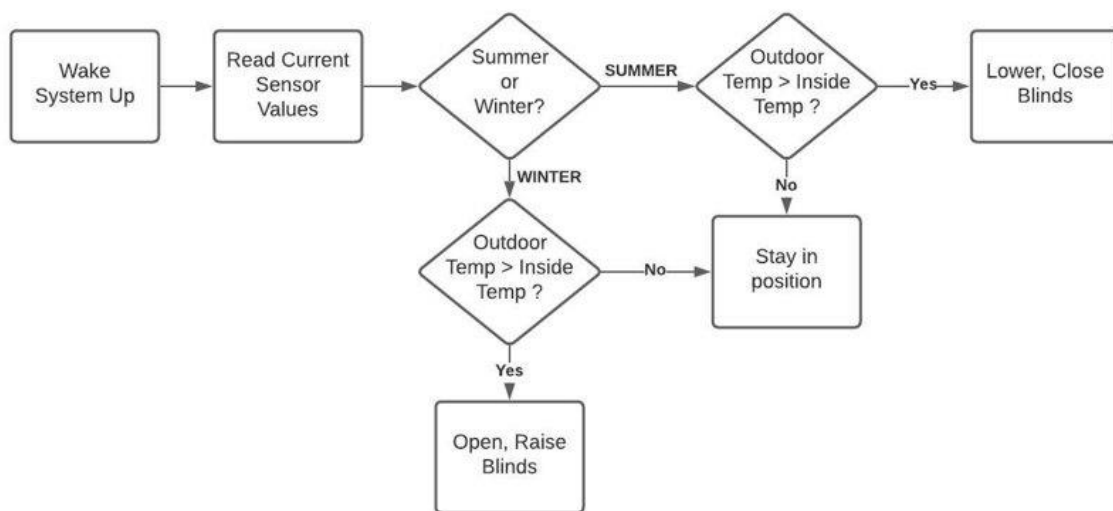 Wake
System Up
Read Current
Sensor
Values
Summer
or
Winter?
SUMMER
Outdoor
Temp > Inside
Temp ?
Yes
Lower, Close
Blinds
WINTER
No
Outdoor
Temp > Inside
Temp ?
No
Stay in
position
Yes
Open, Raise
Blinds